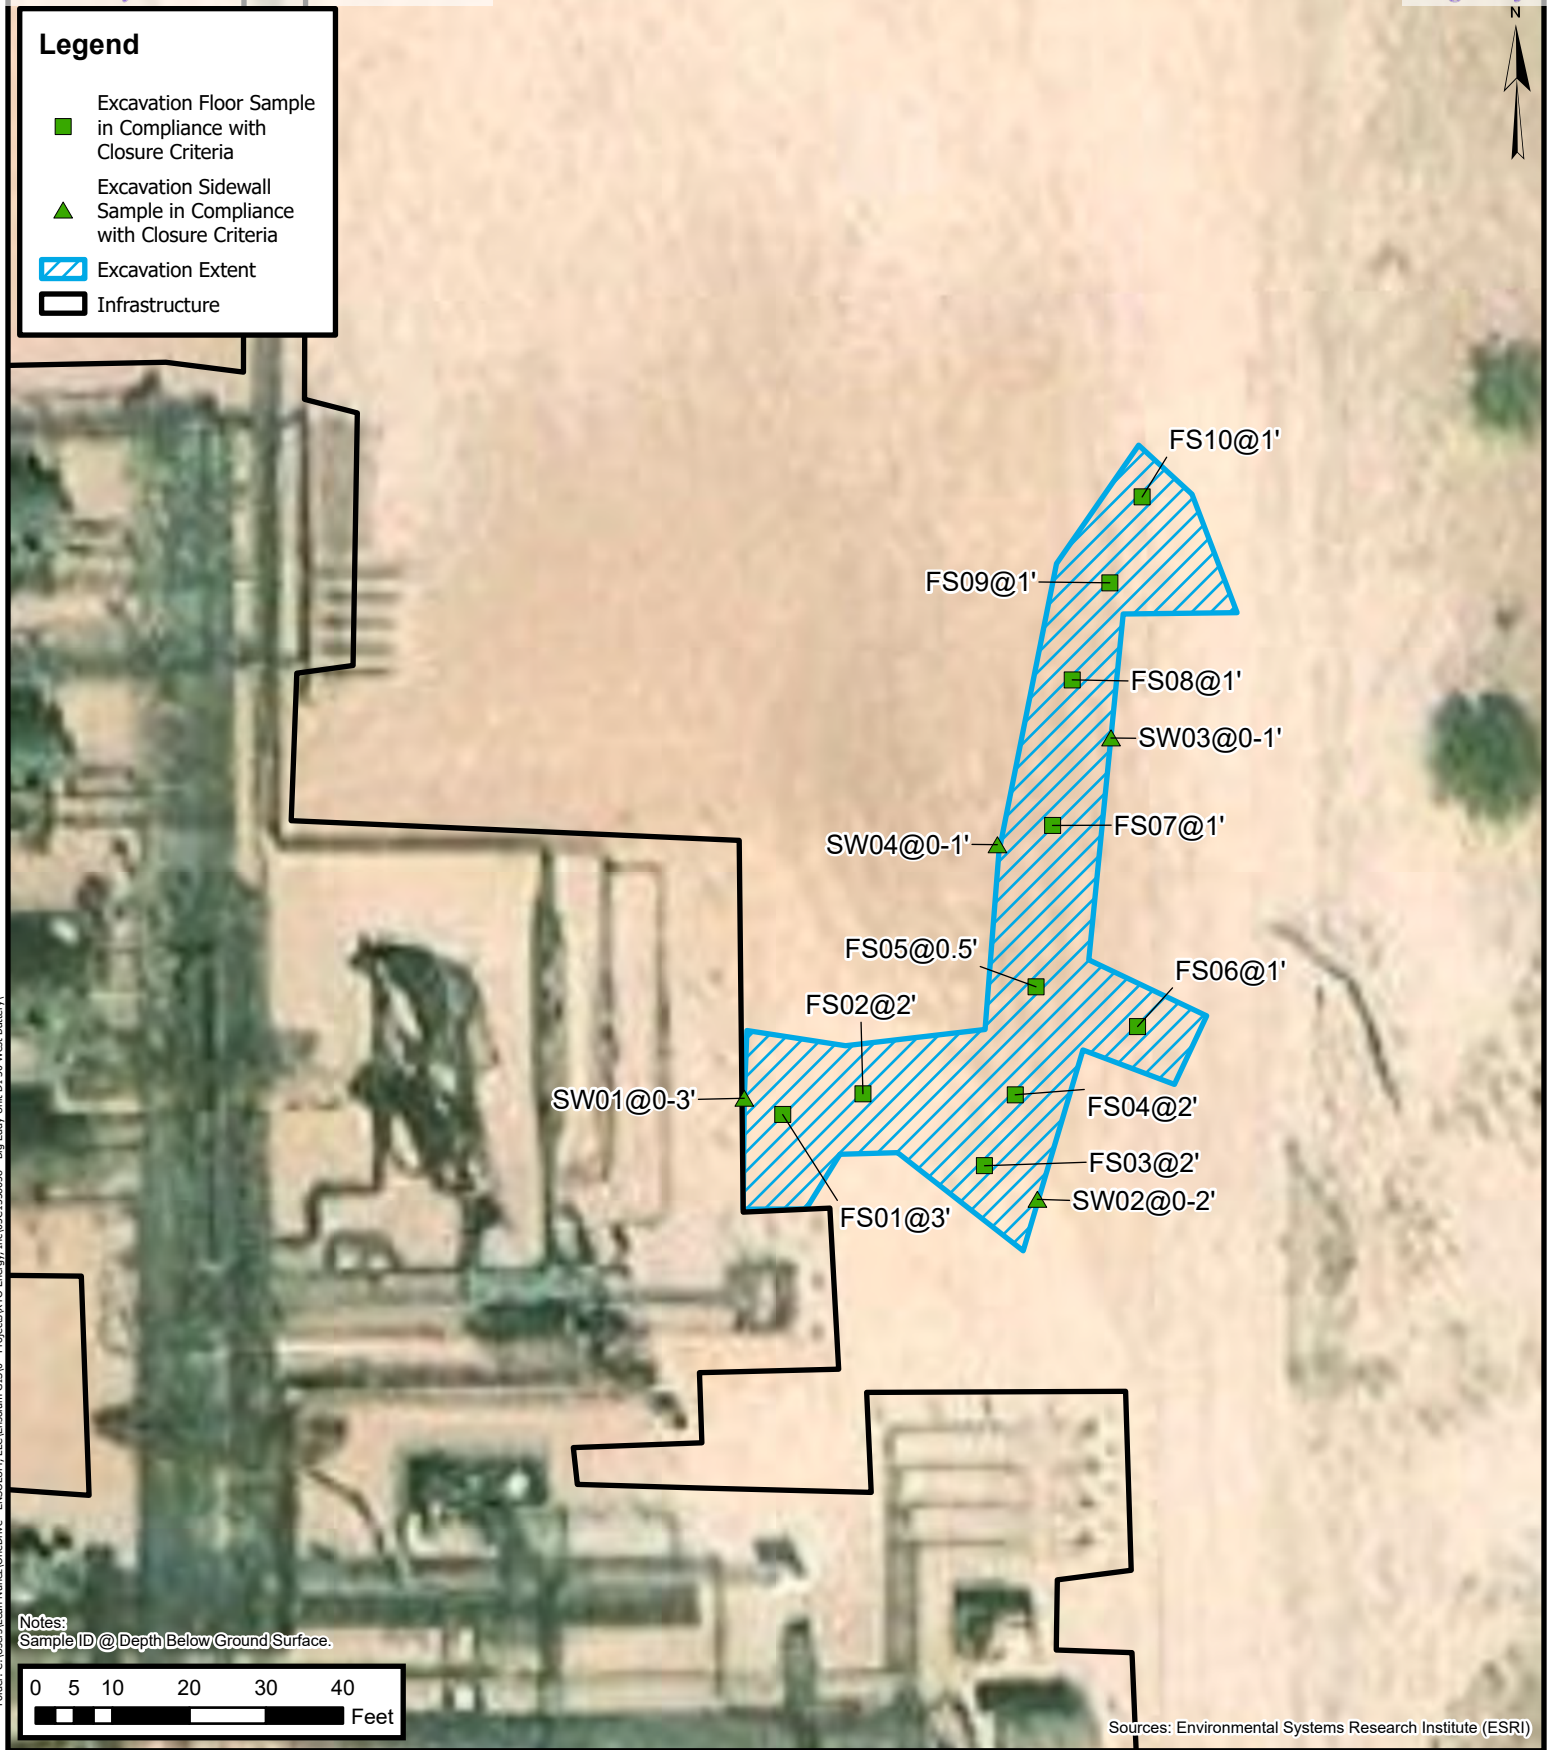 Legend
Excavation Floor Sample
in Compliance with
Closure Criteria
Excavation Sidewall
Sample in Compliance
with Closure Criteria
Excavation Extent
Infrastructure
N
FS10@1'
FS09@1'
FS08@1'
SW03@0-1'
FS07@1'
SW04@0-1'
FS05@0.5'
FS06@1'
FS02@2'
SW01@0-3'
FS04@2'
FS03@2'
SW02@0-2'
FS01@3'
Notes:
Sample ID @ Depth Below Ground Surface.
0 5 10 20 30 40
Feet
Sources: Environmental Systems Research Institute (ESRI)